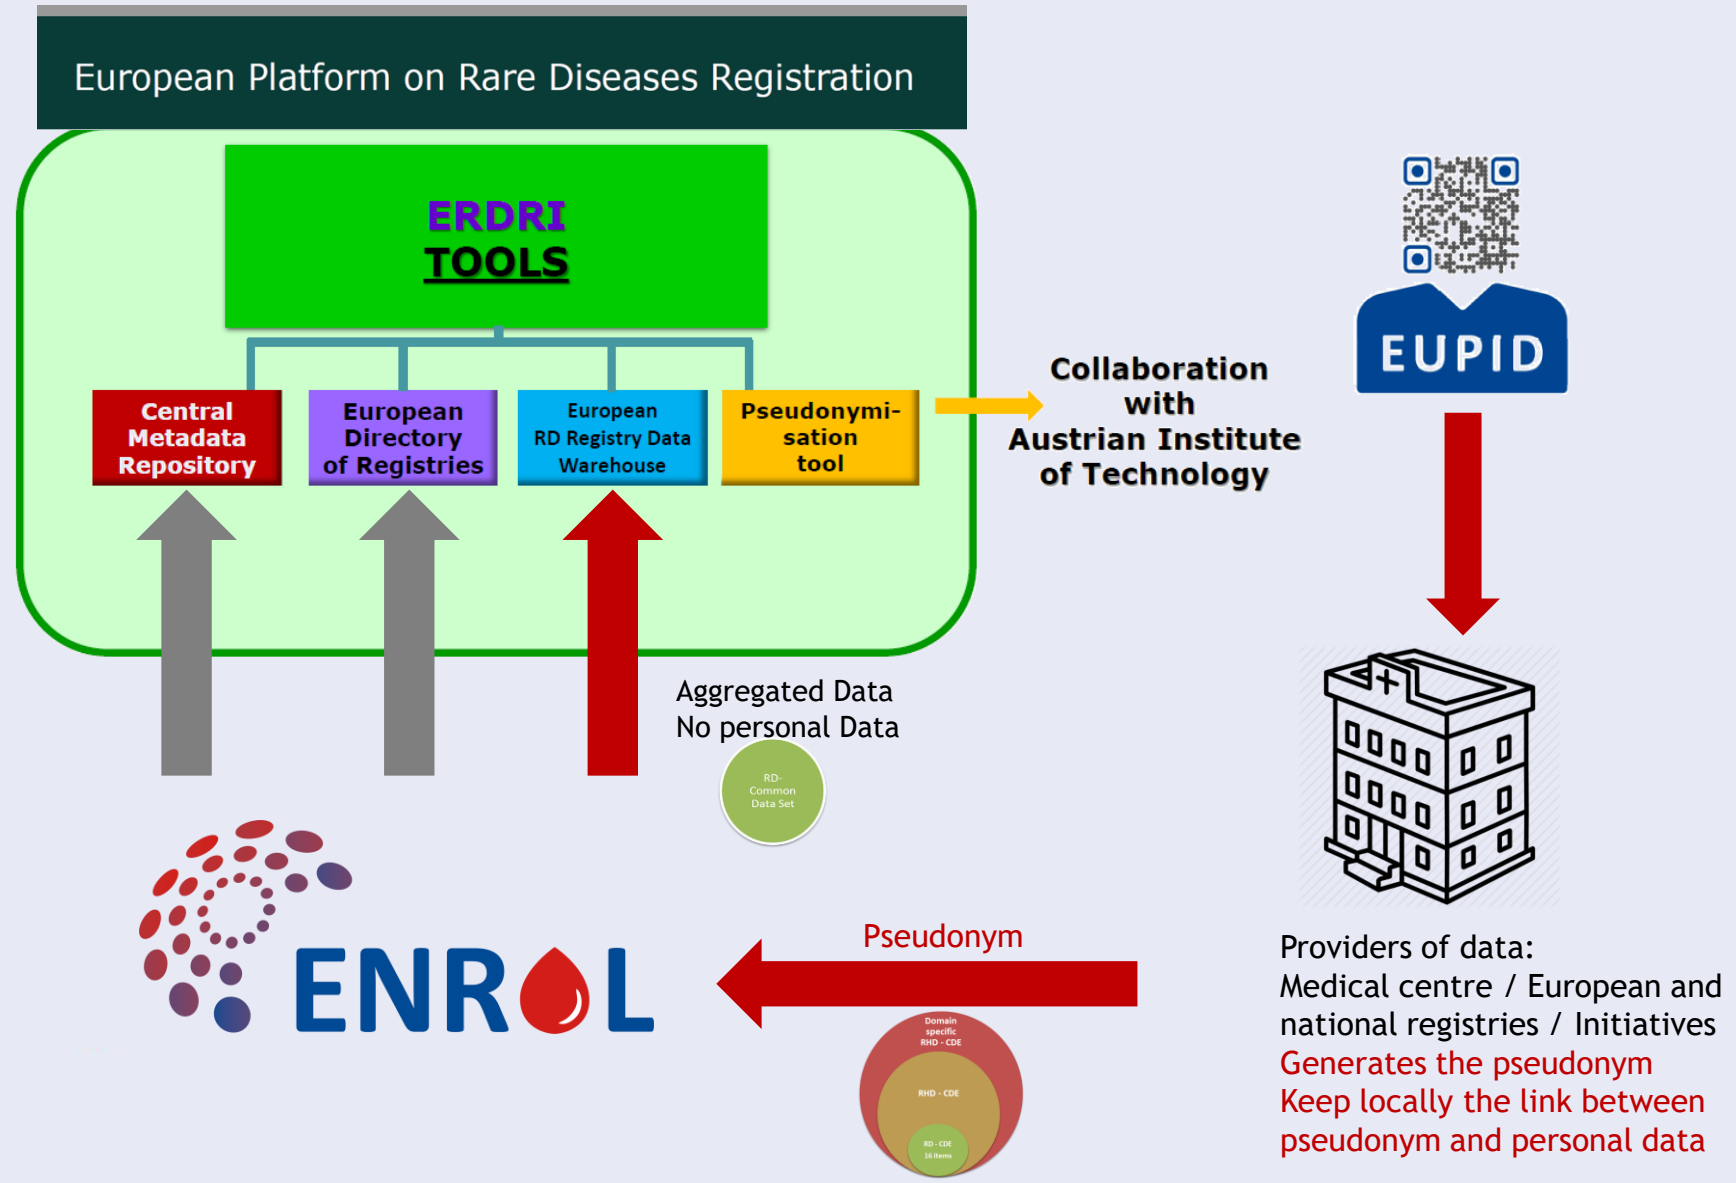 European Platform on Rare Diseases Registration
ERDRI
TOOLS
Central
Metadata
Repository
European
Directory
of Registries
European
RD Registry Data
Warehouse
Pseudonymi-
sation
tool
Collaboration
with
Austrian Institute
of Technology
EUPID
Aggregated Data
No personal Data
RD-
Common
Data Set
ENROL
Pseudonym
Domain
specific
RHD - CDE
RHD - CDE
RD - CDE
16 items
Providers of data:
Medical centre / European and
national registries / Initiatives
Generates the pseudonym
Keep locally the link between
pseudonym and personal data